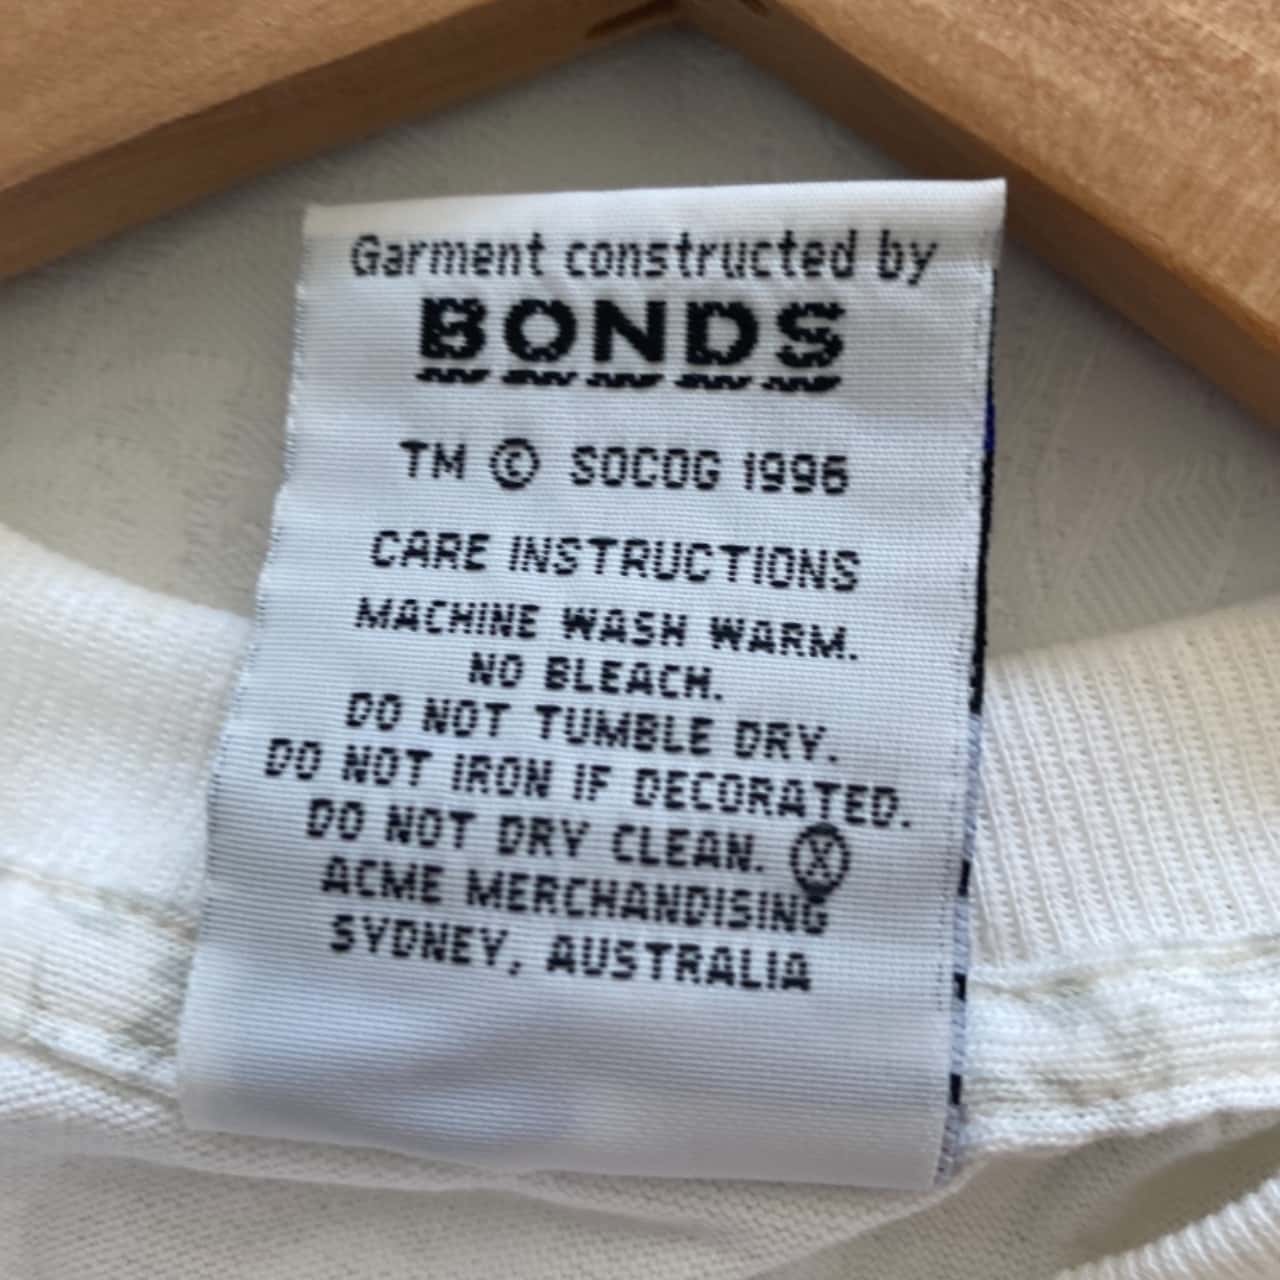 Garment constructed by
BONDS
TM © SOCOG 1996
CARE INSTRUCTIONS
MACHINE WASH WARM.
NO BLEACH.
DO NOT TUMBLE DRY.
DO NOT IRON IF DECORATED.
DO NOT DRY CLEAN. Ⓧ
ACME MERCHANDISING
SYDNEY, AUSTRALIA